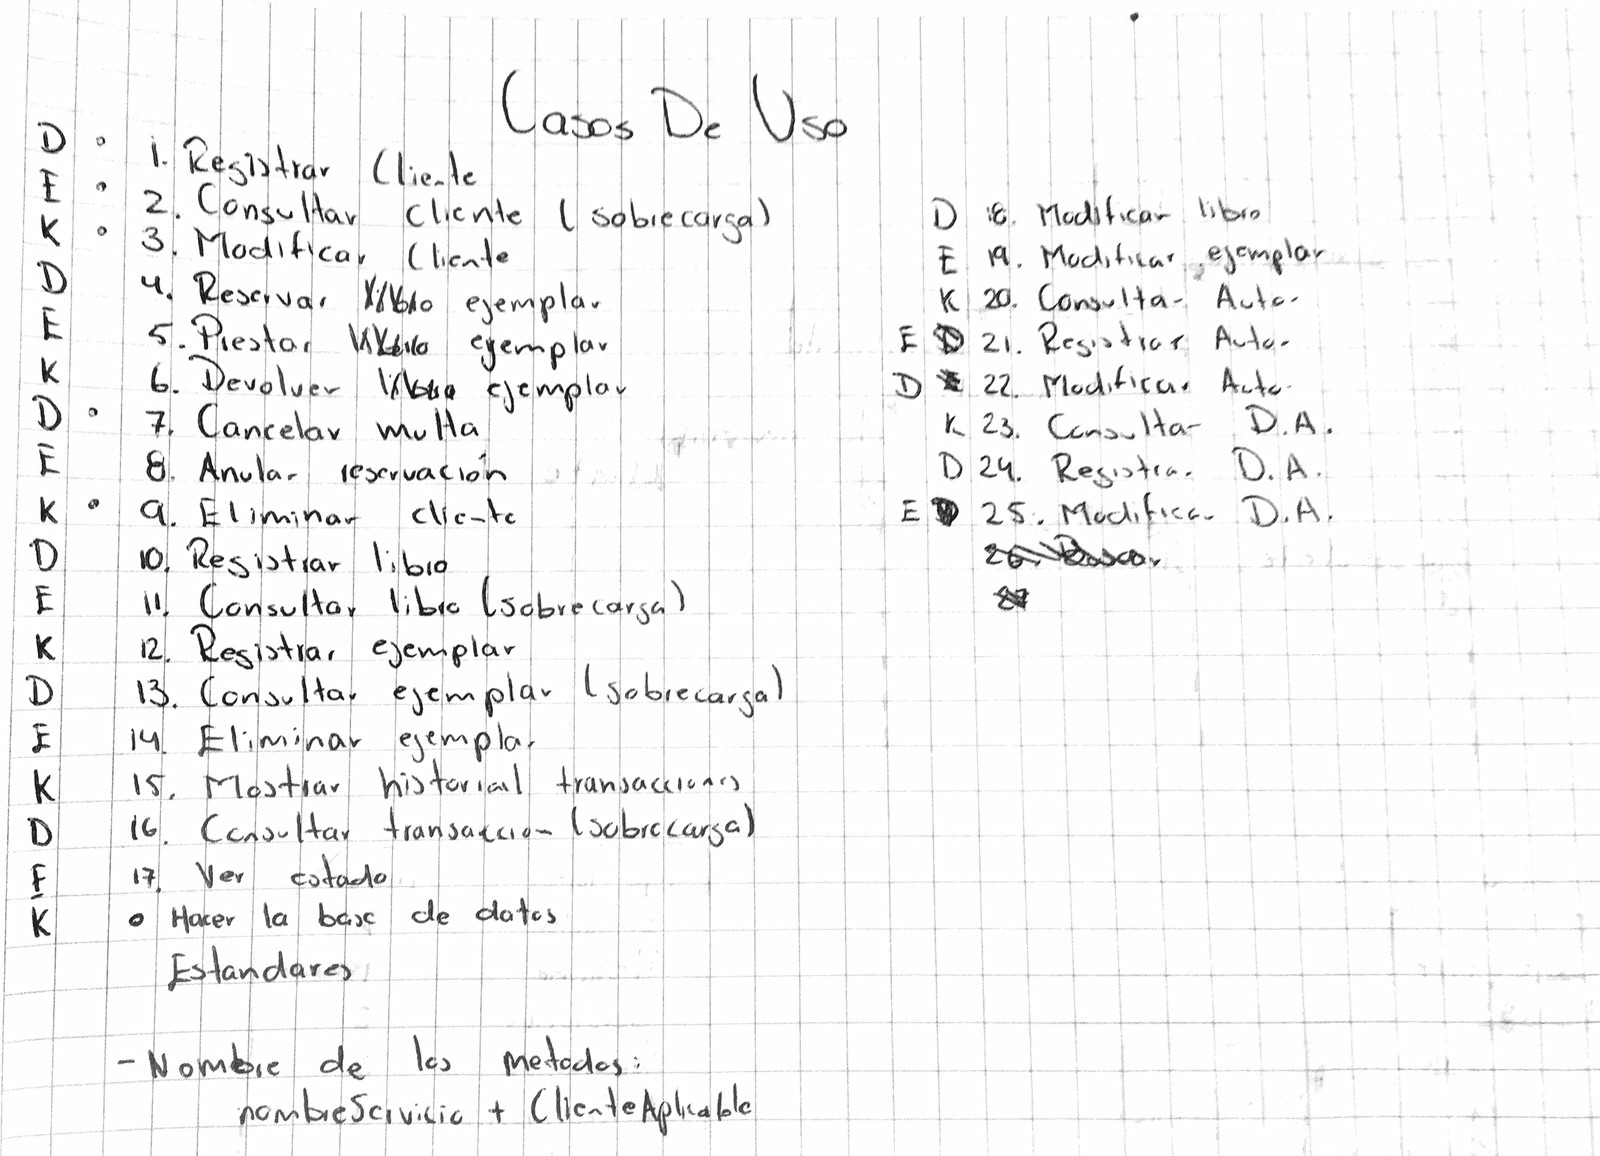 Casos De Uso
D ° 1. Registrar Cliente
E ° 2. Consultar cliente (sobrecarga)
K ° 3. Modificar Cliente
D 4. Reservar ejemplar
E 5. Prestar ejemplar
K 6. Devolver ejemplar
D ° 7. Cancelar multa
E 8. Anular reservación
K ° 9. Eliminar cliente
D 10. Registrar libro
E 11. Consultar libro (sobrecarga)
K 12. Registrar ejemplar
D 13. Consultar ejemplar (sobrecarga)
E 14. Eliminar ejemplar
K 15. Mostrar historial transacciones
D 16. Consultar transaccion (sobrecarga)
E 17. Ver estado
K ° Hacer la base de datos
Estandares
- Nombre de los metodos:
nombreServicio + ClienteAplicable
D 18. Modificar libro
E 19. Modificar ejemplar
K 20. Consultar Autor
E 21. Registrar Autor
D 22. Modificar Autor
K 23. Consultar D.A.
D 24. Registrar D.A.
E 25. Modificar D.A.
26. Buscar